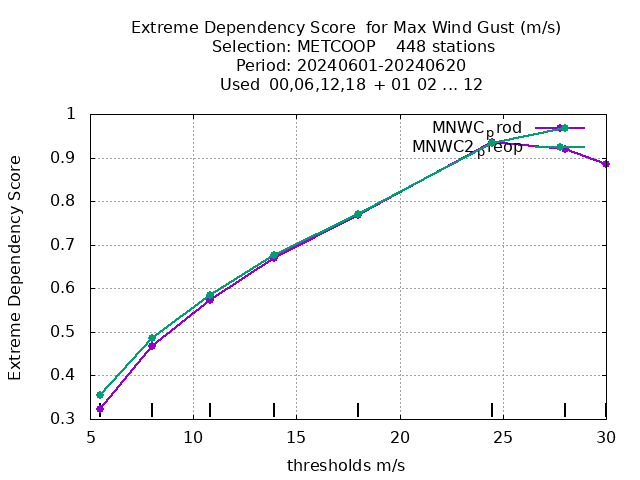 Extreme Dependency Score  for Max Wind Gust (m/s)
Selection: METCOOP    448 stations
Period: 20240601-20240620
Used  00,06,12,18  + 01 02 ... 12
MNWCprod
MNWC2preop
Extreme Dependency Score
1
0.9
0.8
0.7
0.6
0.5
0.4
0.3
5 10 15 20 25 30
thresholds m/s